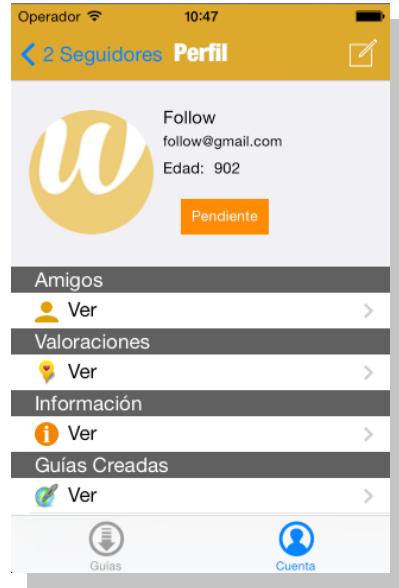 Operador 10:47
2 Seguidores Perfil
w
Follow
follow@gmail.com
Edad: 902
Pendiente
Amigos
Ver
Valoraciones
Ver
Información
Ver
Guías Creadas
Ver
Guías Cuenta